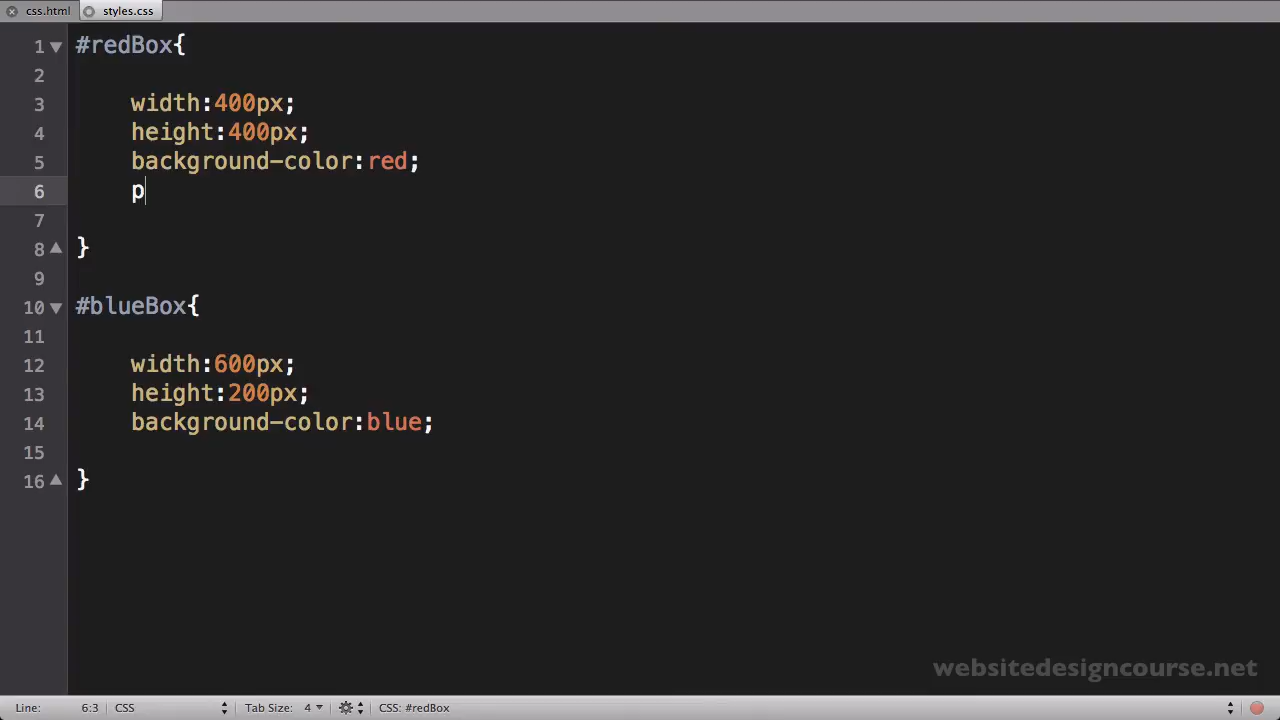 css.html styles.css
1 #redBox{
2
3 width:400px;
4 height:400px;
5 background-color:red;
6 p
7
8 }
9
10 #blueBox{
11
12 width:600px;
13 height:200px;
14 background-color:blue;
15
16 }
websitedesigncourse.net
Line: 6:3 CSS Tab Size: 4 CSS: #redBox